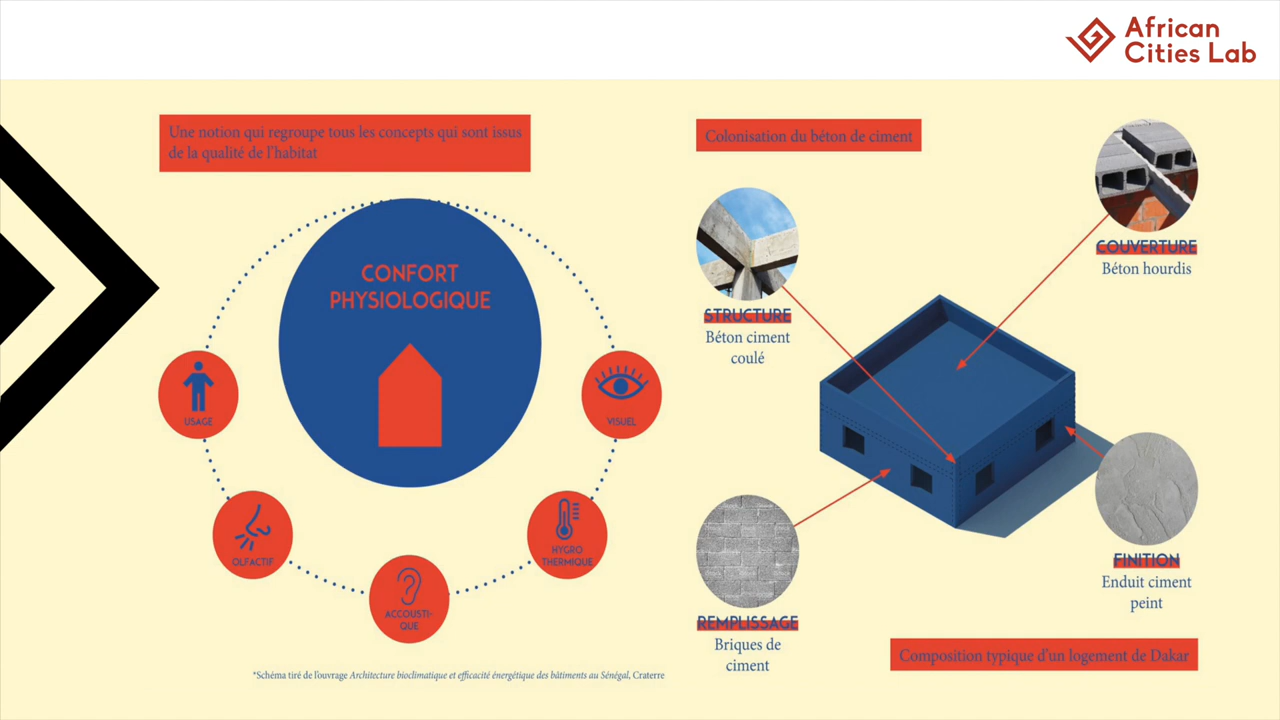 African
Cities Lab
Une notion qui regroupe tous les concepts qui sont issus
de la qualité de l'habitat
CONFORT
PHYSIOLOGIQUE
USAGE
VISUEL
OLFACTIF
HYGRO
THERMIQUE
ACCOUSTI-
QUE
*Schéma tiré de l'ouvrage Architecture bioclimatique et efficacité énergétique des bâtiments au Sénégal, Craterre
Colonisation du béton de ciment
COUVERTURE
Béton hourdis
STRUCTURE
Béton ciment
coulé
FINITION
Enduit ciment
peint
REMPLISSAGE
Briques de
ciment
Composition typique d'un logement de Dakar